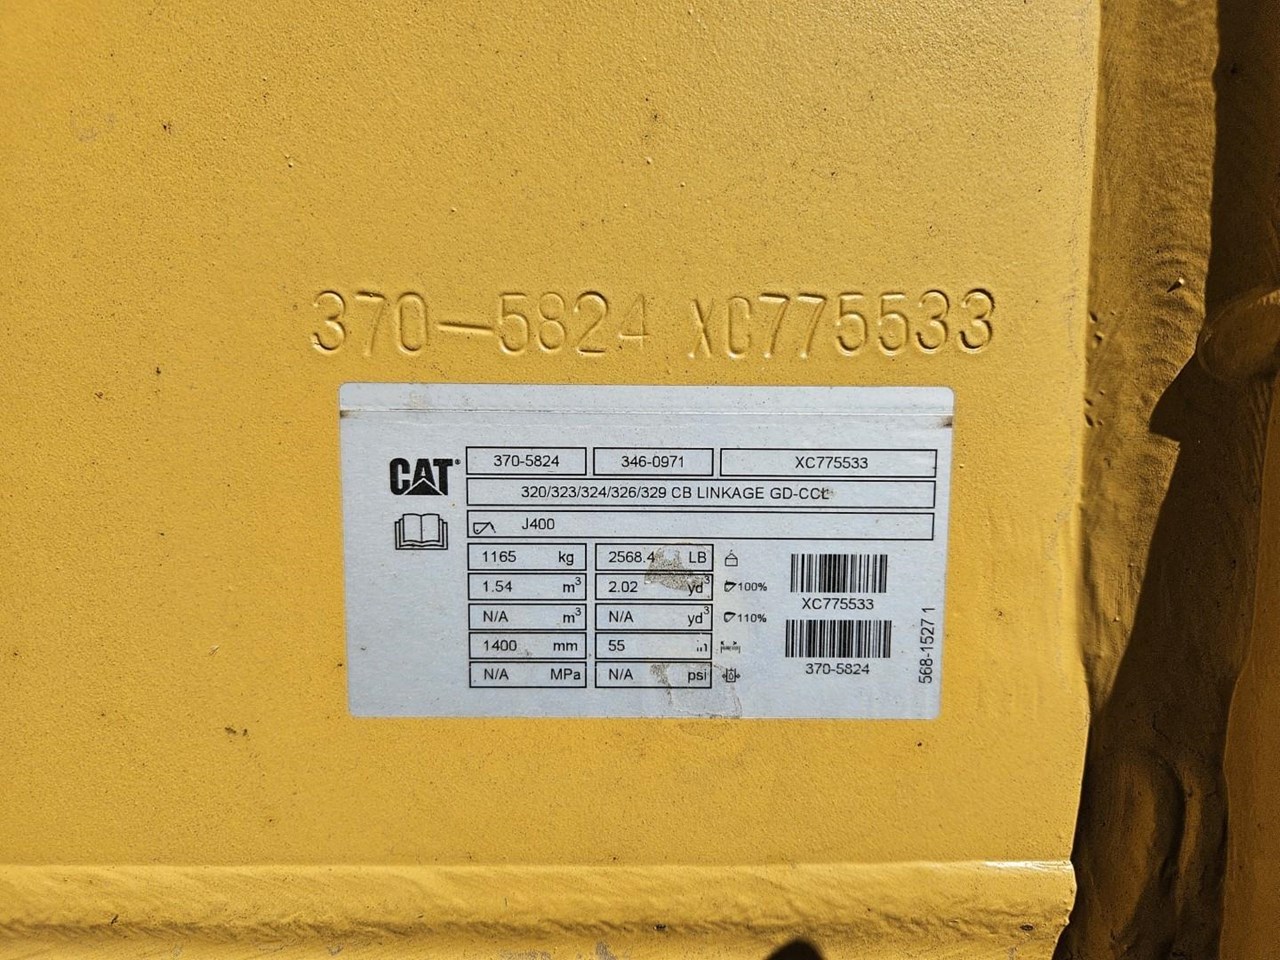 370-5824 XC775533
CAT® 370-5824 346-0971 XC775533
320/323/324/326/329 CB LINKAGE GD-CCL
J400
1165 kg 2568.4 LB
1.54 m³ 2.02 yd³ 100%
N/A m³ N/A yd³ 110%
1400 mm 55
N/A MPa N/A psi
XC775533
370-5824
568-1527 1